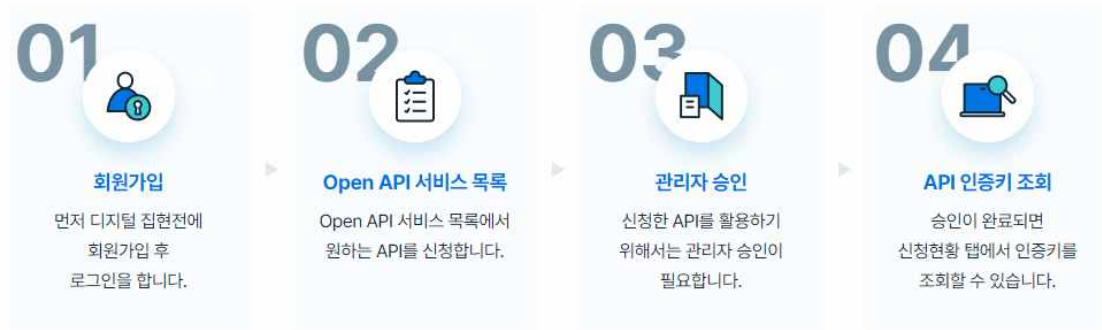 01
회원가입
먼저 디지털 집현전에
회원가입 후
로그인을 합니다.
02
Open API 서비스 목록
Open API 서비스 목록에서
원하는 API를 신청합니다.
03
관리자 승인
신청한 API를 활용하기
위해서는 관리자 승인이
필요합니다.
04
API 인증키 조회
승인이 완료되면
신청현황 탭에서 인증키를
조회할 수 있습니다.